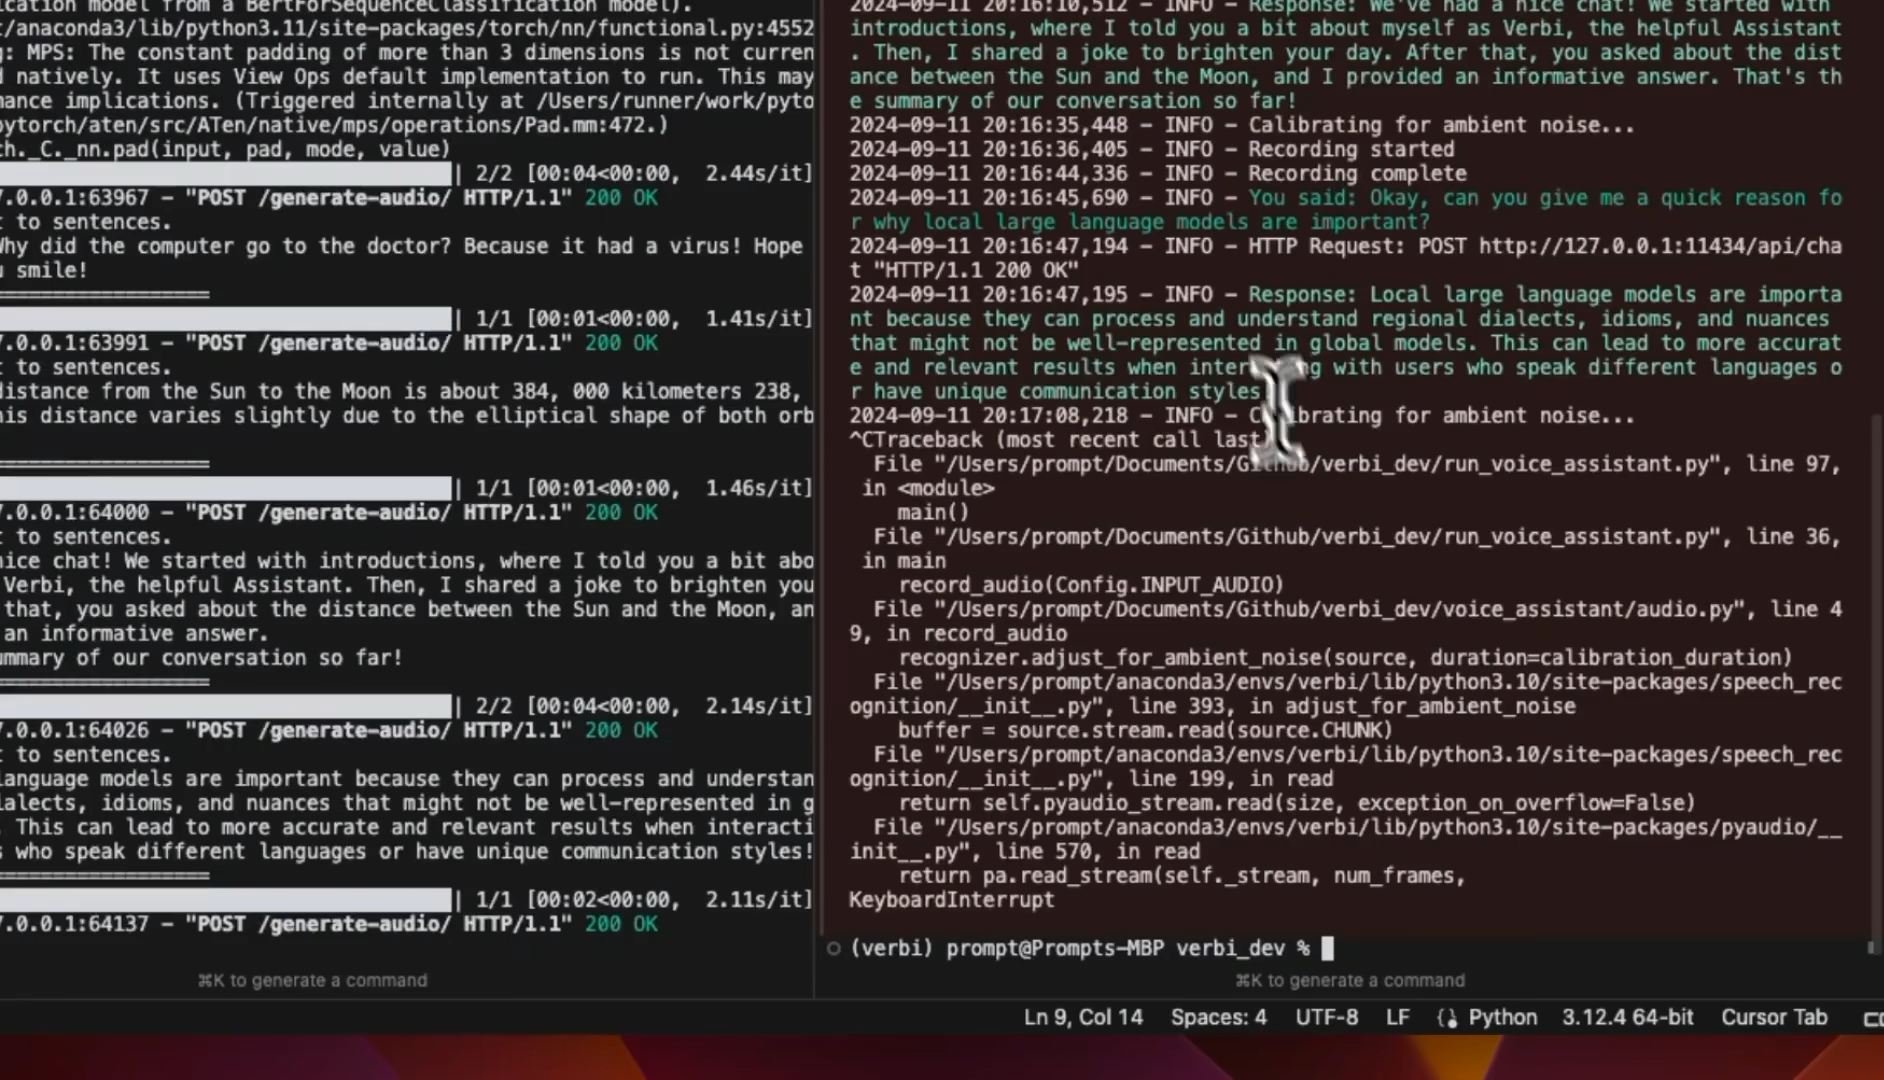 ication model from a BertForSequenceClassification model).
:/anaconda3/lib/python3.11/site-packages/torch/nn/functional.py:4552
g: MPS: The constant padding of more than 3 dimensions is not curren
d natively. It uses View Ops default implementation to run. This may
mance implications. (Triggered internally at /Users/runner/work/pyto
pytorch/aten/src/ATen/native/mps/operations/Pad.mm:472.)
ch._C._nn.pad(input, pad, mode, value)
| 2/2 [00:04<00:00, 2.44s/it]
7.0.0.1:63967 – "POST /generate-audio/ HTTP/1.1" 200 OK
t to sentences.
Why did the computer go to the doctor? Because it had a virus! Hope
u smile!
====================
| 1/1 [00:01<00:00, 1.41s/it]
7.0.0.1:63991 – "POST /generate-audio/ HTTP/1.1" 200 OK
t to sentences.
distance from the Sun to the Moon is about 384, 000 kilometers 238,
his distance varies slightly due to the elliptical shape of both orb
====================
| 1/1 [00:01<00:00, 1.46s/it]
7.0.0.1:64000 – "POST /generate-audio/ HTTP/1.1" 200 OK
t to sentences.
nice chat! We started with introductions, where I told you a bit abo
Verbi, the helpful Assistant. Then, I shared a joke to brighten you
that, you asked about the distance between the Sun and the Moon, an
an informative answer.
ummary of our conversation so far!
====================
| 2/2 [00:04<00:00, 2.14s/it]
7.0.0.1:64026 – "POST /generate-audio/ HTTP/1.1" 200 OK
t to sentences.
language models are important because they can process and understan
ialects, idioms, and nuances that might not be well-represented in g
. This can lead to more accurate and relevant results when interacti
s who speak different languages or have unique communication styles!
====================
| 1/1 [00:02<00:00, 2.11s/it]
7.0.0.1:64137 – "POST /generate-audio/ HTTP/1.1" 200 OK
⌘K to generate a command
2024-09-11 20:16:10,512 – INFO – Response: We've had a nice chat! We started with
introductions, where I told you a bit about myself as Verbi, the helpful Assistant
. Then, I shared a joke to brighten your day. After that, you asked about the dist
ance between the Sun and the Moon, and I provided an informative answer. That's th
e summary of our conversation so far!
2024-09-11 20:16:35,448 – INFO – Calibrating for ambient noise...
2024-09-11 20:16:36,405 – INFO – Recording started
2024-09-11 20:16:44,336 – INFO – Recording complete
2024-09-11 20:16:45,690 – INFO – You said: Okay, can you give me a quick reason fo
r why local large language models are important?
2024-09-11 20:16:47,194 – INFO – HTTP Request: POST http://127.0.0.1:11434/api/cha
t "HTTP/1.1 200 OK"
2024-09-11 20:16:47,195 – INFO – Response: Local large language models are importa
nt because they can process and understand regional dialects, idioms, and nuances
that might not be well-represented in global models. This can lead to more accurat
e and relevant results when inter g with users who speak different languages o
r have unique communication styles
2024-09-11 20:17:08,218 – INFO – C ibrating for ambient noise...
^CTraceback (most recent call last
File "/Users/prompt/Documents/Github/verbi_dev/run_voice_assistant.py", line 97,
in <module>
main()
File "/Users/prompt/Documents/Github/verbi_dev/run_voice_assistant.py", line 36,
in main
record_audio(Config.INPUT_AUDIO)
File "/Users/prompt/Documents/Github/verbi_dev/voice_assistant/audio.py", line 4
9, in record_audio
recognizer.adjust_for_ambient_noise(source, duration=calibration_duration)
File "/Users/prompt/anaconda3/envs/verbi/lib/python3.10/site-packages/speech_rec
ognition/__init__.py", line 393, in adjust_for_ambient_noise
buffer = source.stream.read(source.CHUNK)
File "/Users/prompt/anaconda3/envs/verbi/lib/python3.10/site-packages/speech_rec
ognition/__init__.py", line 199, in read
return self.pyaudio_stream.read(size, exception_on_overflow=False)
File "/Users/prompt/anaconda3/envs/verbi/lib/python3.10/site-packages/pyaudio/__
init__.py", line 570, in read
return pa.read_stream(self._stream, num_frames,
KeyboardInterrupt
(verbi) prompt@Prompts-MBP verbi_dev %
⌘K to generate a command
Ln 9, Col 14 Spaces: 4 UTF-8 LF Python 3.12.4 64-bit Cursor Tab